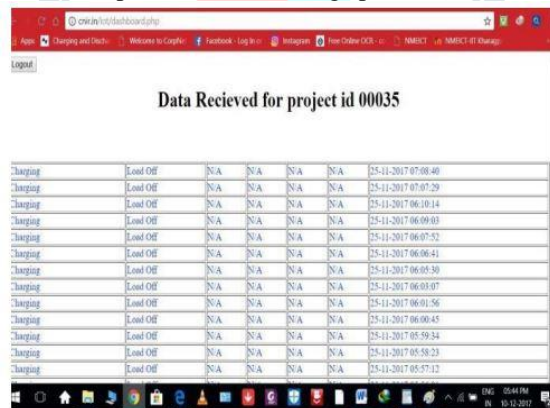 cnir.in/iot/dashboard.php
Apps Charging and Discha Welcome to CorpNe Facebook - Log In or Instagram Free Online OCR - c NMEICT NMEICT-IIT Kharag
Logout
Data Recieved for project id 00035
Charging Load Off N/A N/A N/A N/A 25-11-2017 07:08:40
Charging Load Off N/A N/A N/A N/A 25-11-2017 07:07:29
Charging Load Off N/A N/A N/A N/A 25-11-2017 06:10:14
Charging Load Off N/A N/A N/A N/A 25-11-2017 06:09:03
Charging Load Off N/A N/A N/A N/A 25-11-2017 06:07:52
Charging Load Off N/A N/A N/A N/A 25-11-2017 06:06:41
Charging Load Off N/A N/A N/A N/A 25-11-2017 06:05:30
Charging Load Off N/A N/A N/A N/A 25-11-2017 06:03:07
Charging Load Off N/A N/A N/A N/A 25-11-2017 06:01:56
Charging Load Off N/A N/A N/A N/A 25-11-2017 06:00:45
Charging Load Off N/A N/A N/A N/A 25-11-2017 05:59:34
Charging Load Off N/A N/A N/A N/A 25-11-2017 05:58:23
Charging Load Off N/A N/A N/A N/A 25-11-2017 05:57:12
ENG 05:44 PM
IN 10-12-2017